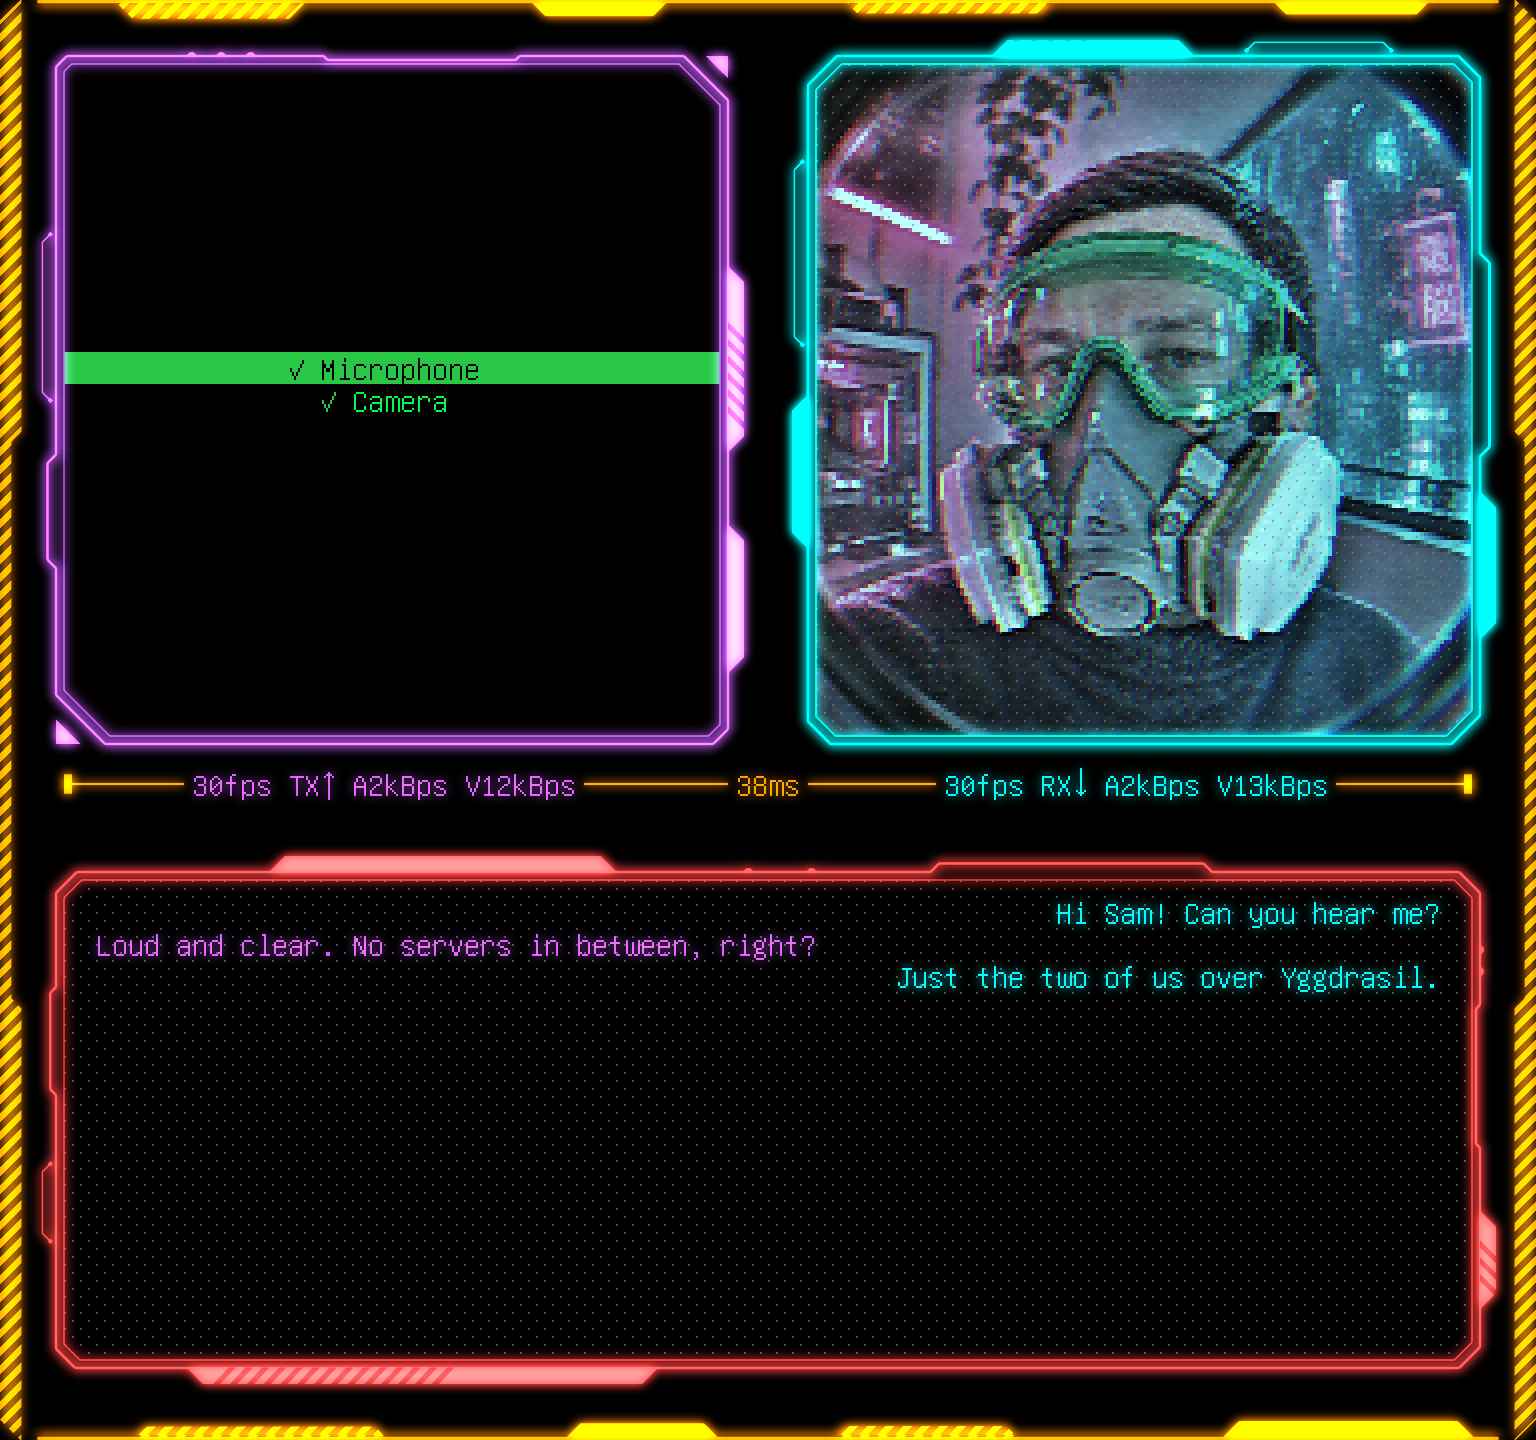 ✓ Microphone
✓ Camera
30fps TX↑ A2kBps V12kBps 38ms 30fps RX↓ A2kBps V13kBps
Hi Sam! Can you hear me?
Loud and clear. No servers in between, right?
Just the two of us over Yggdrasil.